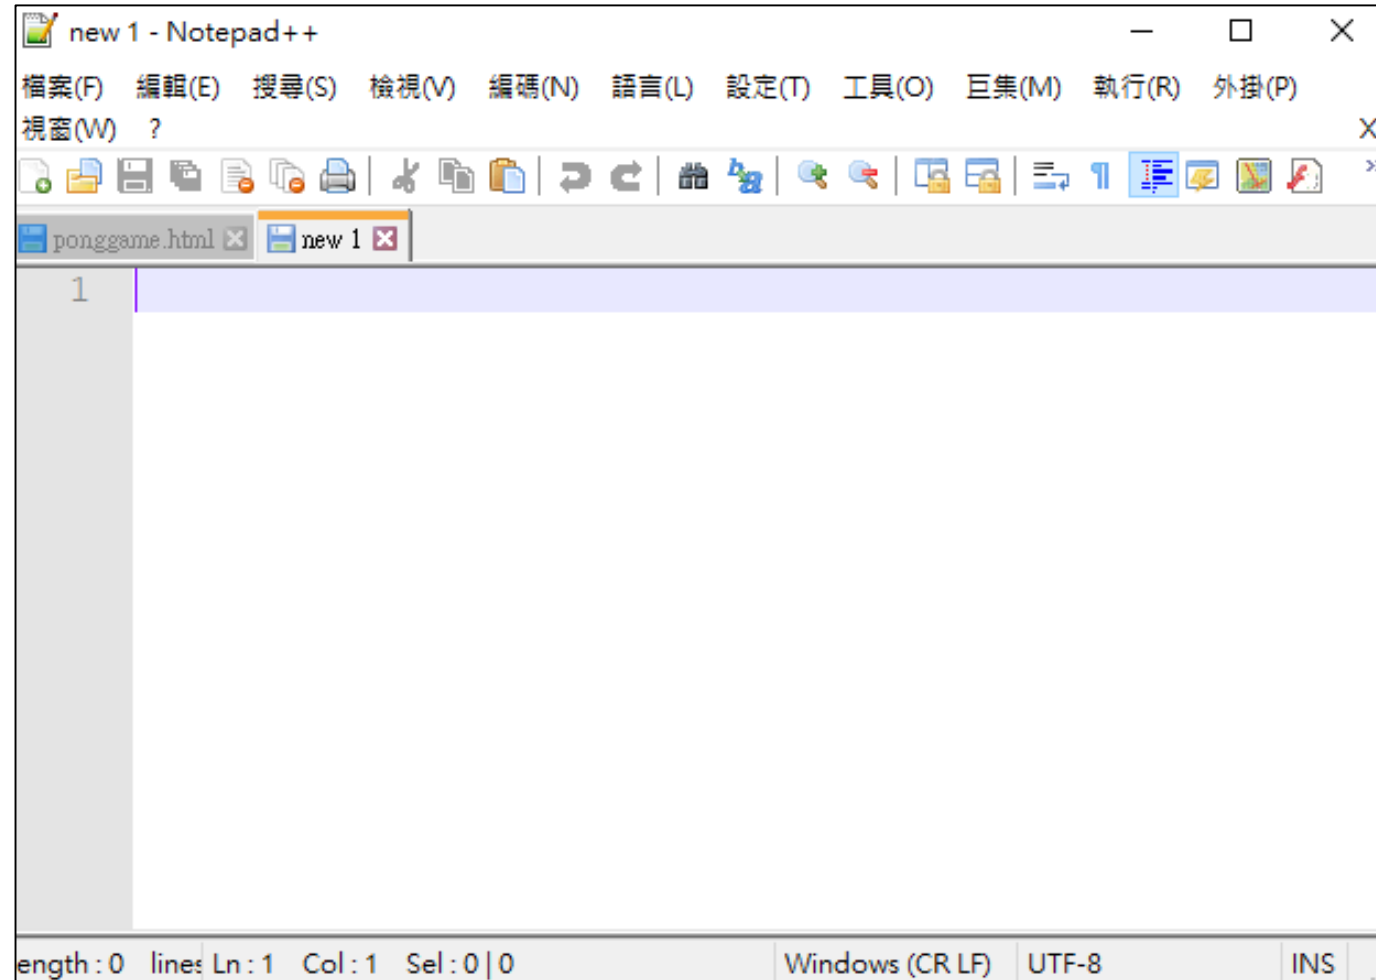 new 1 - Notepad++
檔案(F) 編輯(E) 搜尋(S) 檢視(V) 編碼(N) 語言(L) 設定(T) 工具(O) 巨集(M) 執行(R) 外掛(P)
視窗(W) ? X
ponggame.html new 1
1
ength : 0 lines Ln : 1 Col : 1 Sel : 0 | 0 Windows (CR LF) UTF-8 INS